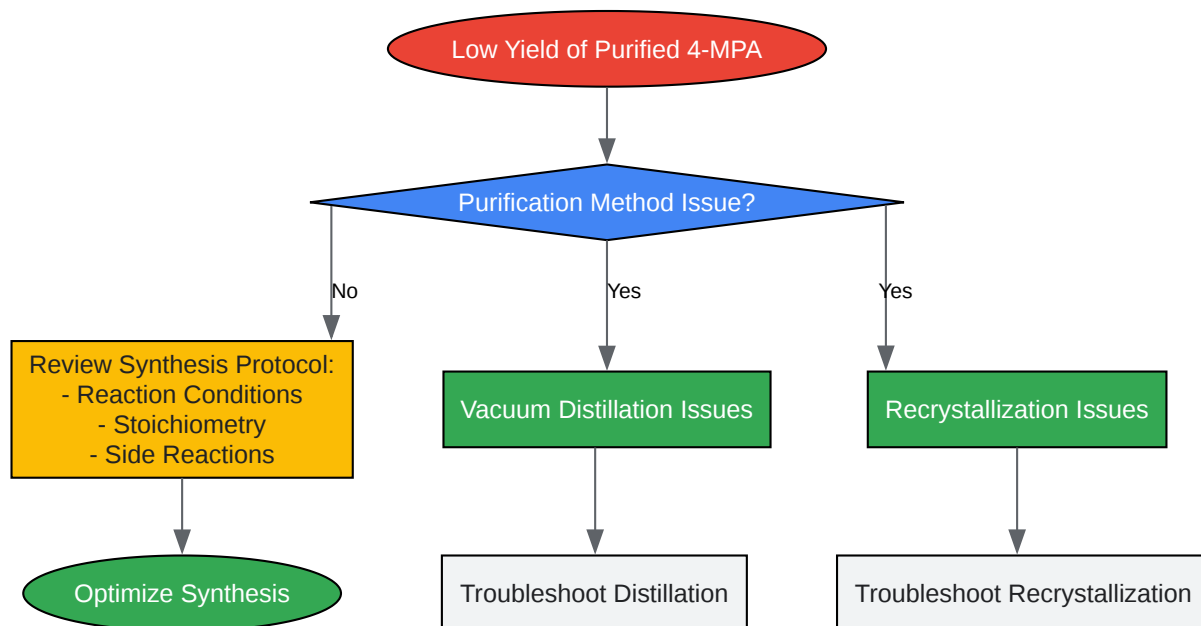 Low Yield of Purified 4-MPA
Purification Method Issue?
No
Yes
Yes
Review Synthesis Protocol:
- Reaction Conditions
- Stoichiometry
- Side Reactions
Vacuum Distillation Issues
Recrystallization Issues
Optimize Synthesis
Troubleshoot Distillation
Troubleshoot Recrystallization